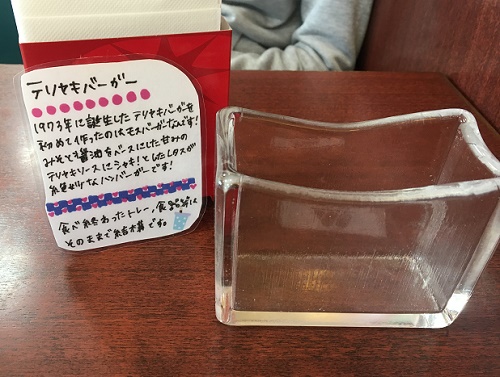 テリヤキバーガー
1973年に誕生したテリヤキバーガーを
初めて作ったのはモスバーガーなんです!
みそと醤油をベースにした甘みの
テリヤキソースにシャキ!としたレタスが
絶妙なハンバーガーです!
食べ終わったトレー、食器等は
そのままで結構です。